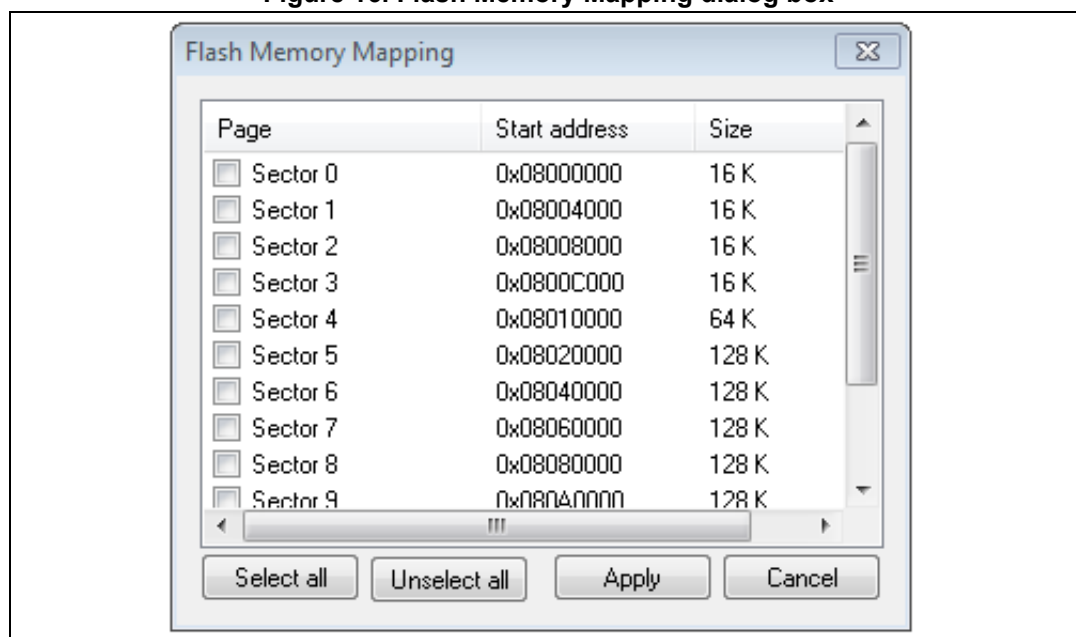 Figure 10. Flash Memory Mapping dialog box
Flash Memory Mapping
Page Start address Size
Sector 0 0x08000000 16 K
Sector 1 0x08004000 16 K
Sector 2 0x08008000 16 K
Sector 3 0x0800C000 16 K
Sector 4 0x08010000 64 K
Sector 5 0x08020000 128 K
Sector 6 0x08040000 128 K
Sector 7 0x08060000 128 K
Sector 8 0x08080000 128 K
Sector 9 0x080A0000 128 K
Select all Unselect all Apply Cancel